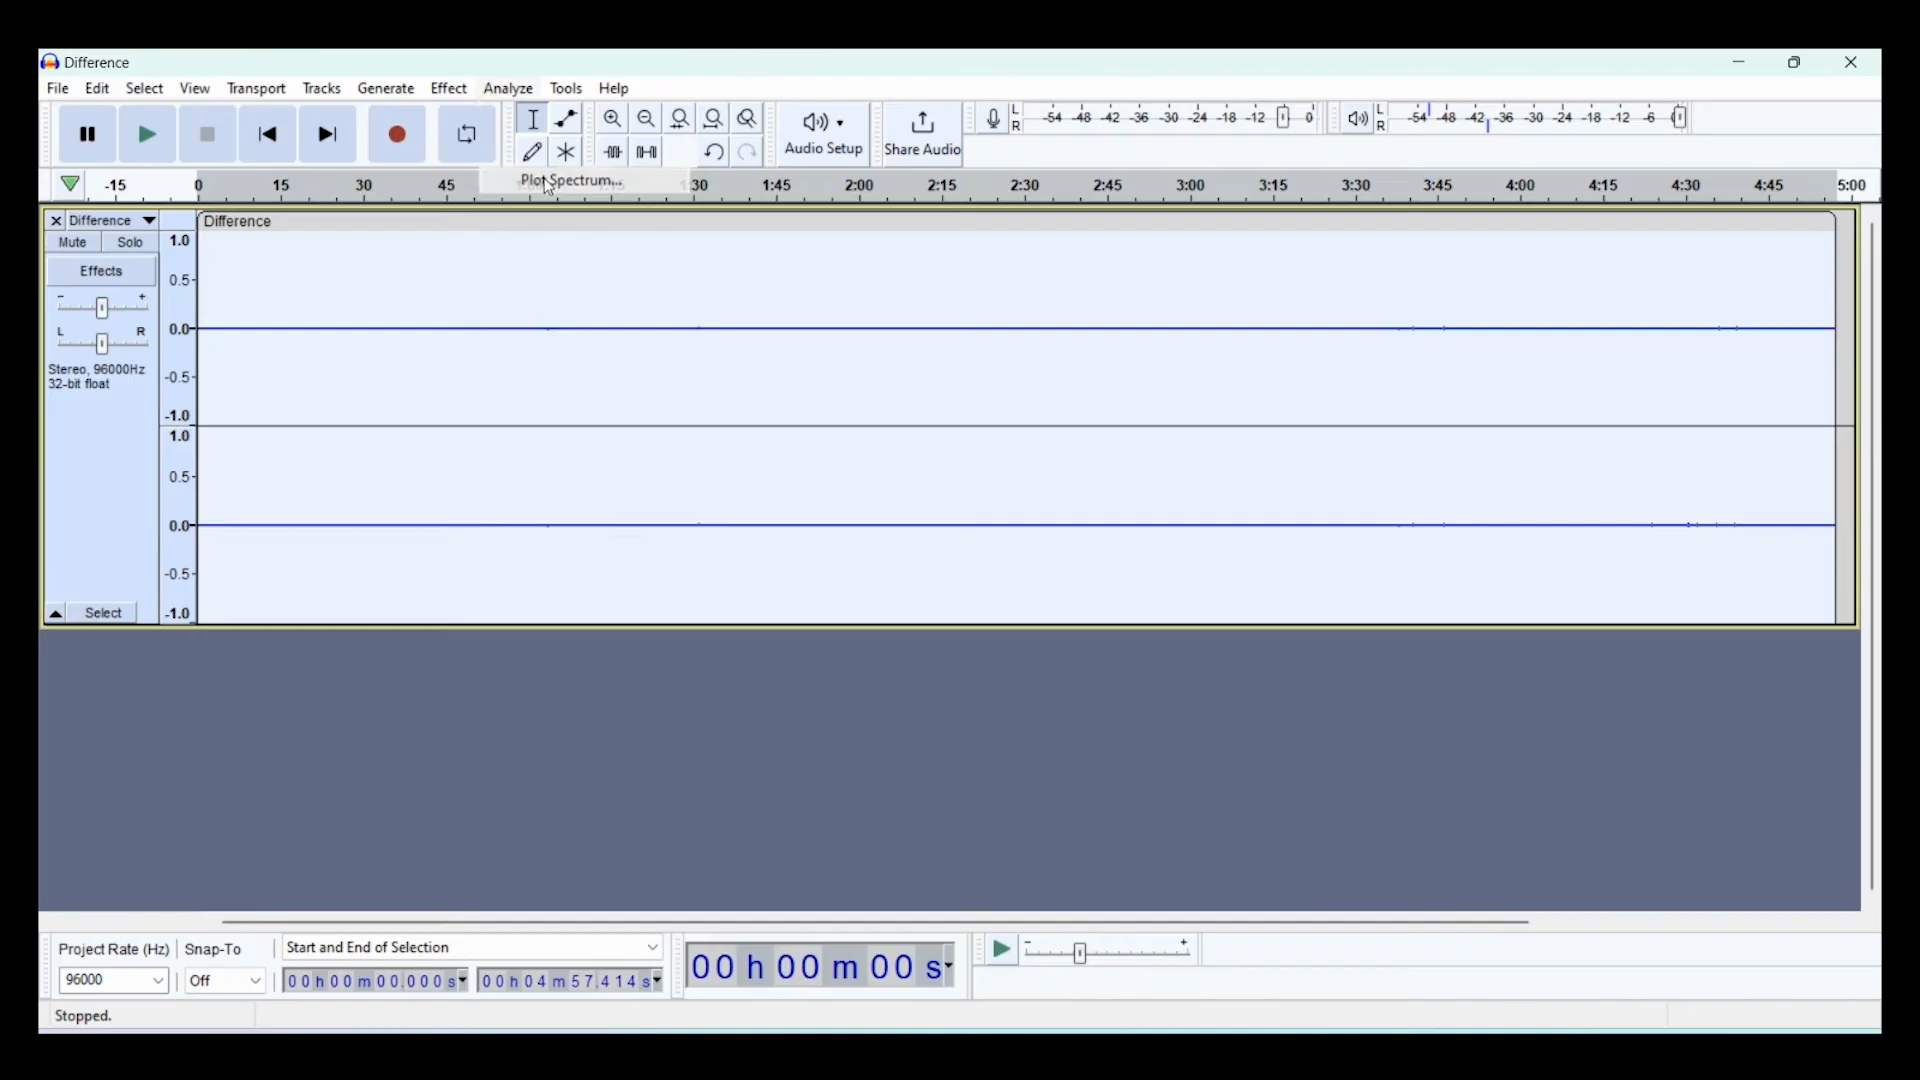 Difference
File Edit Select View Transport Tracks Generate Effect Analyze Tools Help
Audio Setup
Share Audio
L R -54 -48 -42 -36 -30 -24 -18 -12 0
L R -54 -48 -42 -36 -30 -24 -18 -12 -6
-15 0 15 30 45 30 1:45 2:00 2:15 2:30 2:45 3:00 3:15 3:30 3:45 4:00 4:15 4:30 4:45 5:00
Plot Spectrum...
Difference
Difference
Mute Solo
Effects
- +
L R
Stereo, 96000Hz
32-bit float
Select
1.0
0.5
0.0
-0.5
-1.0
1.0
0.5
0.0
-0.5
-1.0
Project Rate (Hz) Snap-To Start and End of Selection
96000 Off 00 h 00 m 00.000 s 00 h 04 m 57.414 s
00 h 00 m 00 s
- +
Stopped.